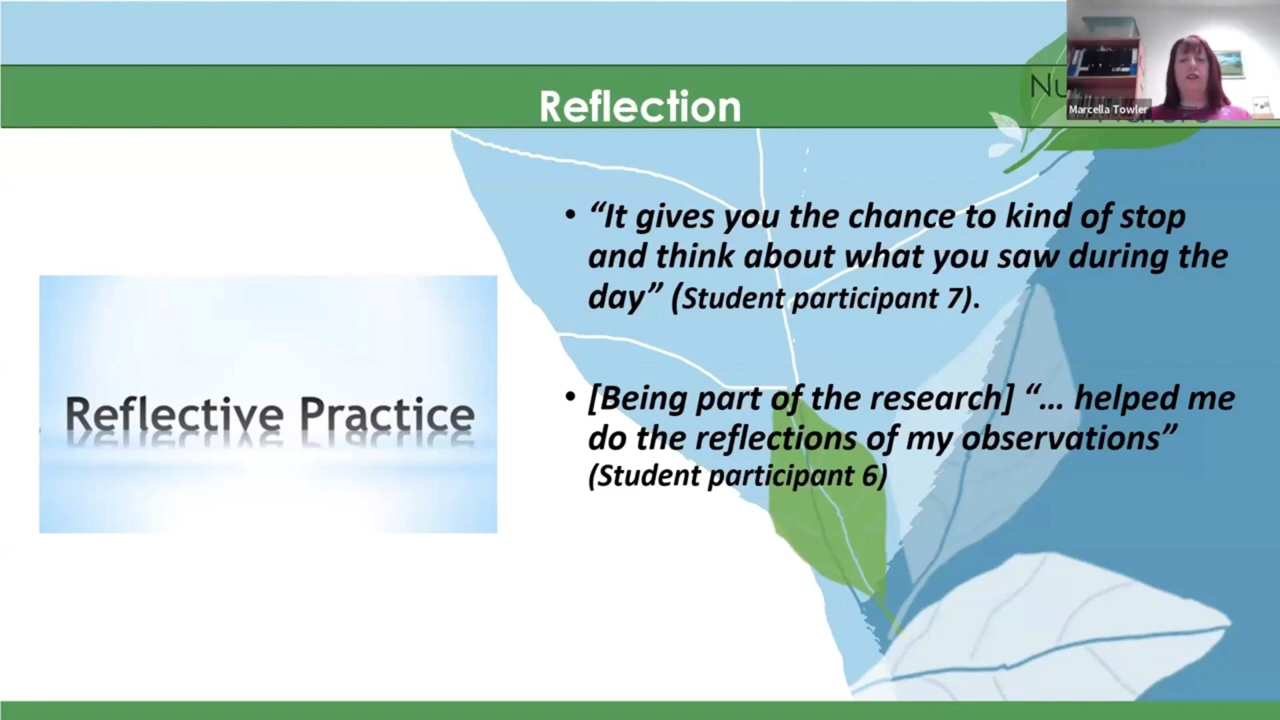 Reflection
Nu
Marcella Towler
“It gives you the chance to kind of stop
and think about what you saw during the
day” (Student participant 7).
Reflective Practice
[Being part of the research] “... helped me
do the reflections of my observations”
(Student participant 6)